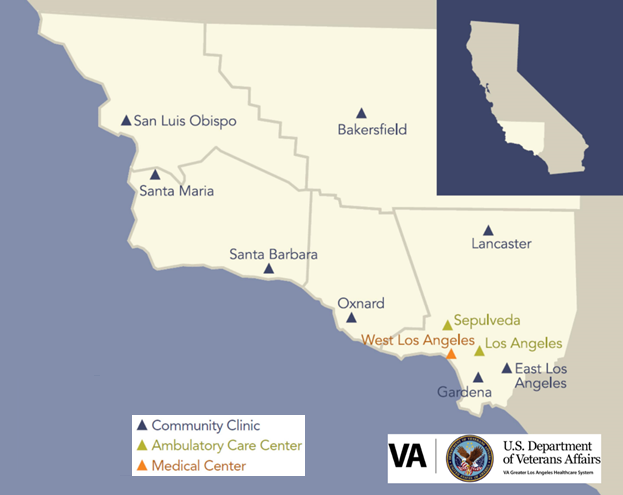 San Luis Obispo
Bakersfield
Santa Maria
Lancaster
Santa Barbara
Oxnard
Sepulveda
West Los Angeles
Los Angeles
East Los
Angeles
Gardena
Community Clinic
Ambulatory Care Center
Medical Center
VA
U.S. Department
of Veterans Affairs
VA Greater Los Angeles Healthcare System